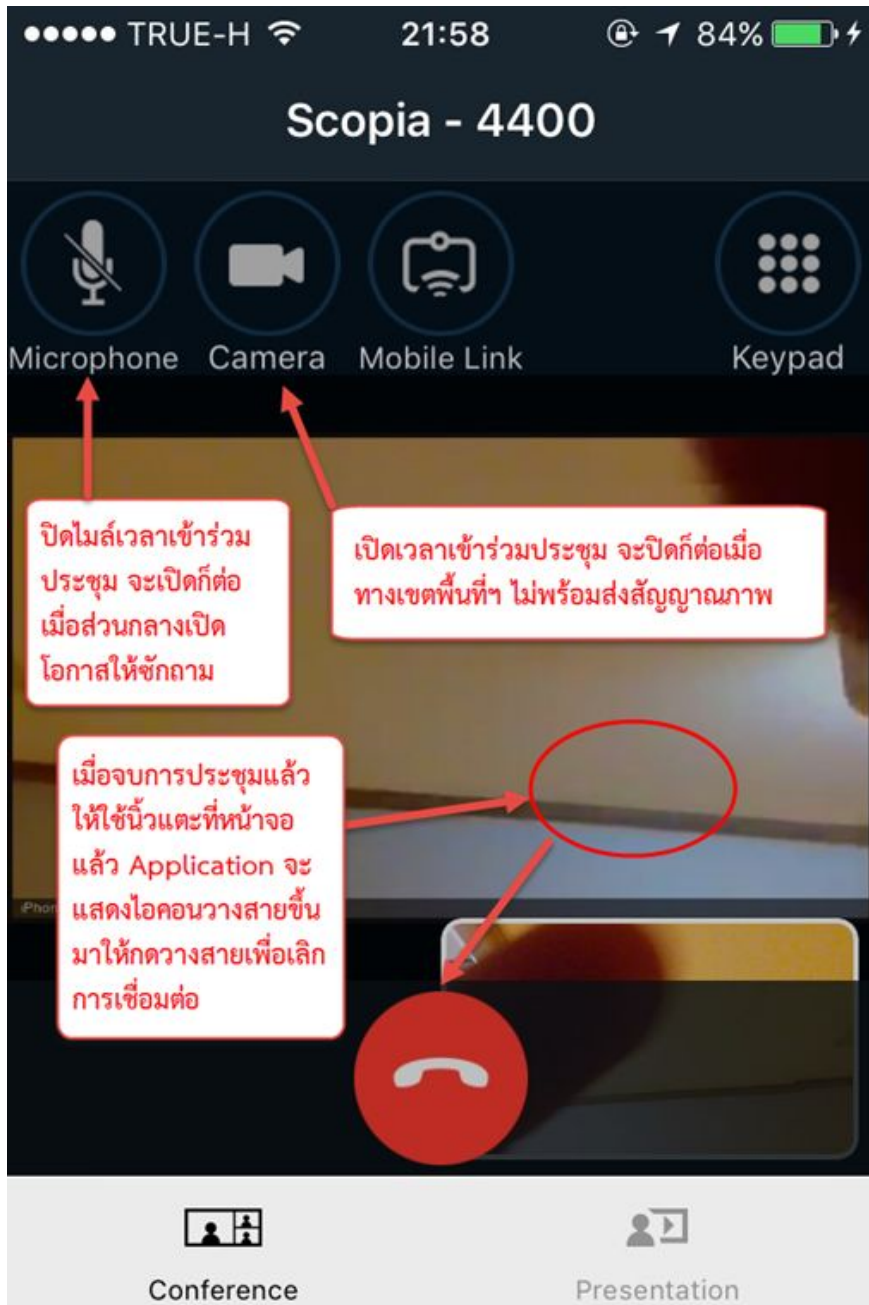 TRUE-H 21:58 84%
Scopia - 4400
Microphone Camera Mobile Link Keypad
ปิดไมล์เวลาเข้าร่วม
ประชุม จะเปิดก็ต่อ
เมื่อส่วนกลางเปิด
โอกาสให้ซักถาม
เปิดเวลาเข้าร่วมประชุม จะปิดก็ต่อเมื่อ
ทางเขตพื้นที่ฯ ไม่พร้อมส่งสัญญาณภาพ
เมื่อจบการประชุมแล้ว
ให้ใช้นิ้วแตะที่หน้าจอ
แล้ว Application จะ
แสดงไอคอนวางสายขึ้น
มาให้กดวางสายเพื่อเลิก
การเชื่อมต่อ
Conference Presentation